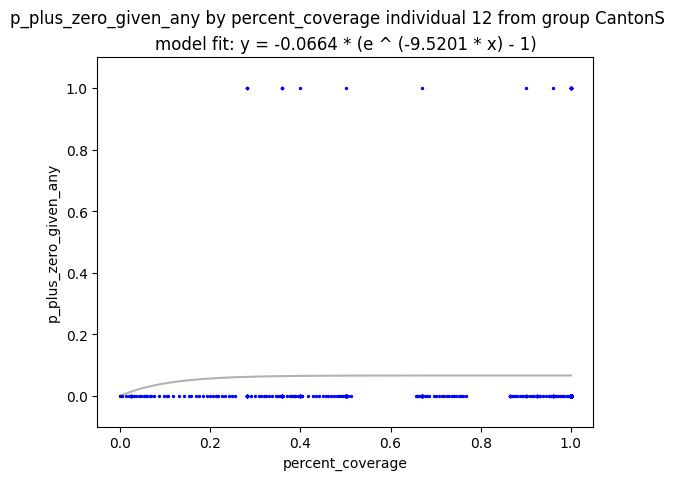 p_plus_zero_given_any by percent_coverage individual 12 from group CantonS
model fit: y = -0.0664 * (e ^ (-9.5201 * x) - 1)
1.0
0.8
0.6
0.4
0.2
0.0
p_plus_zero_given_any
0.0 0.2 0.4 0.6 0.8 1.0
percent_coverage